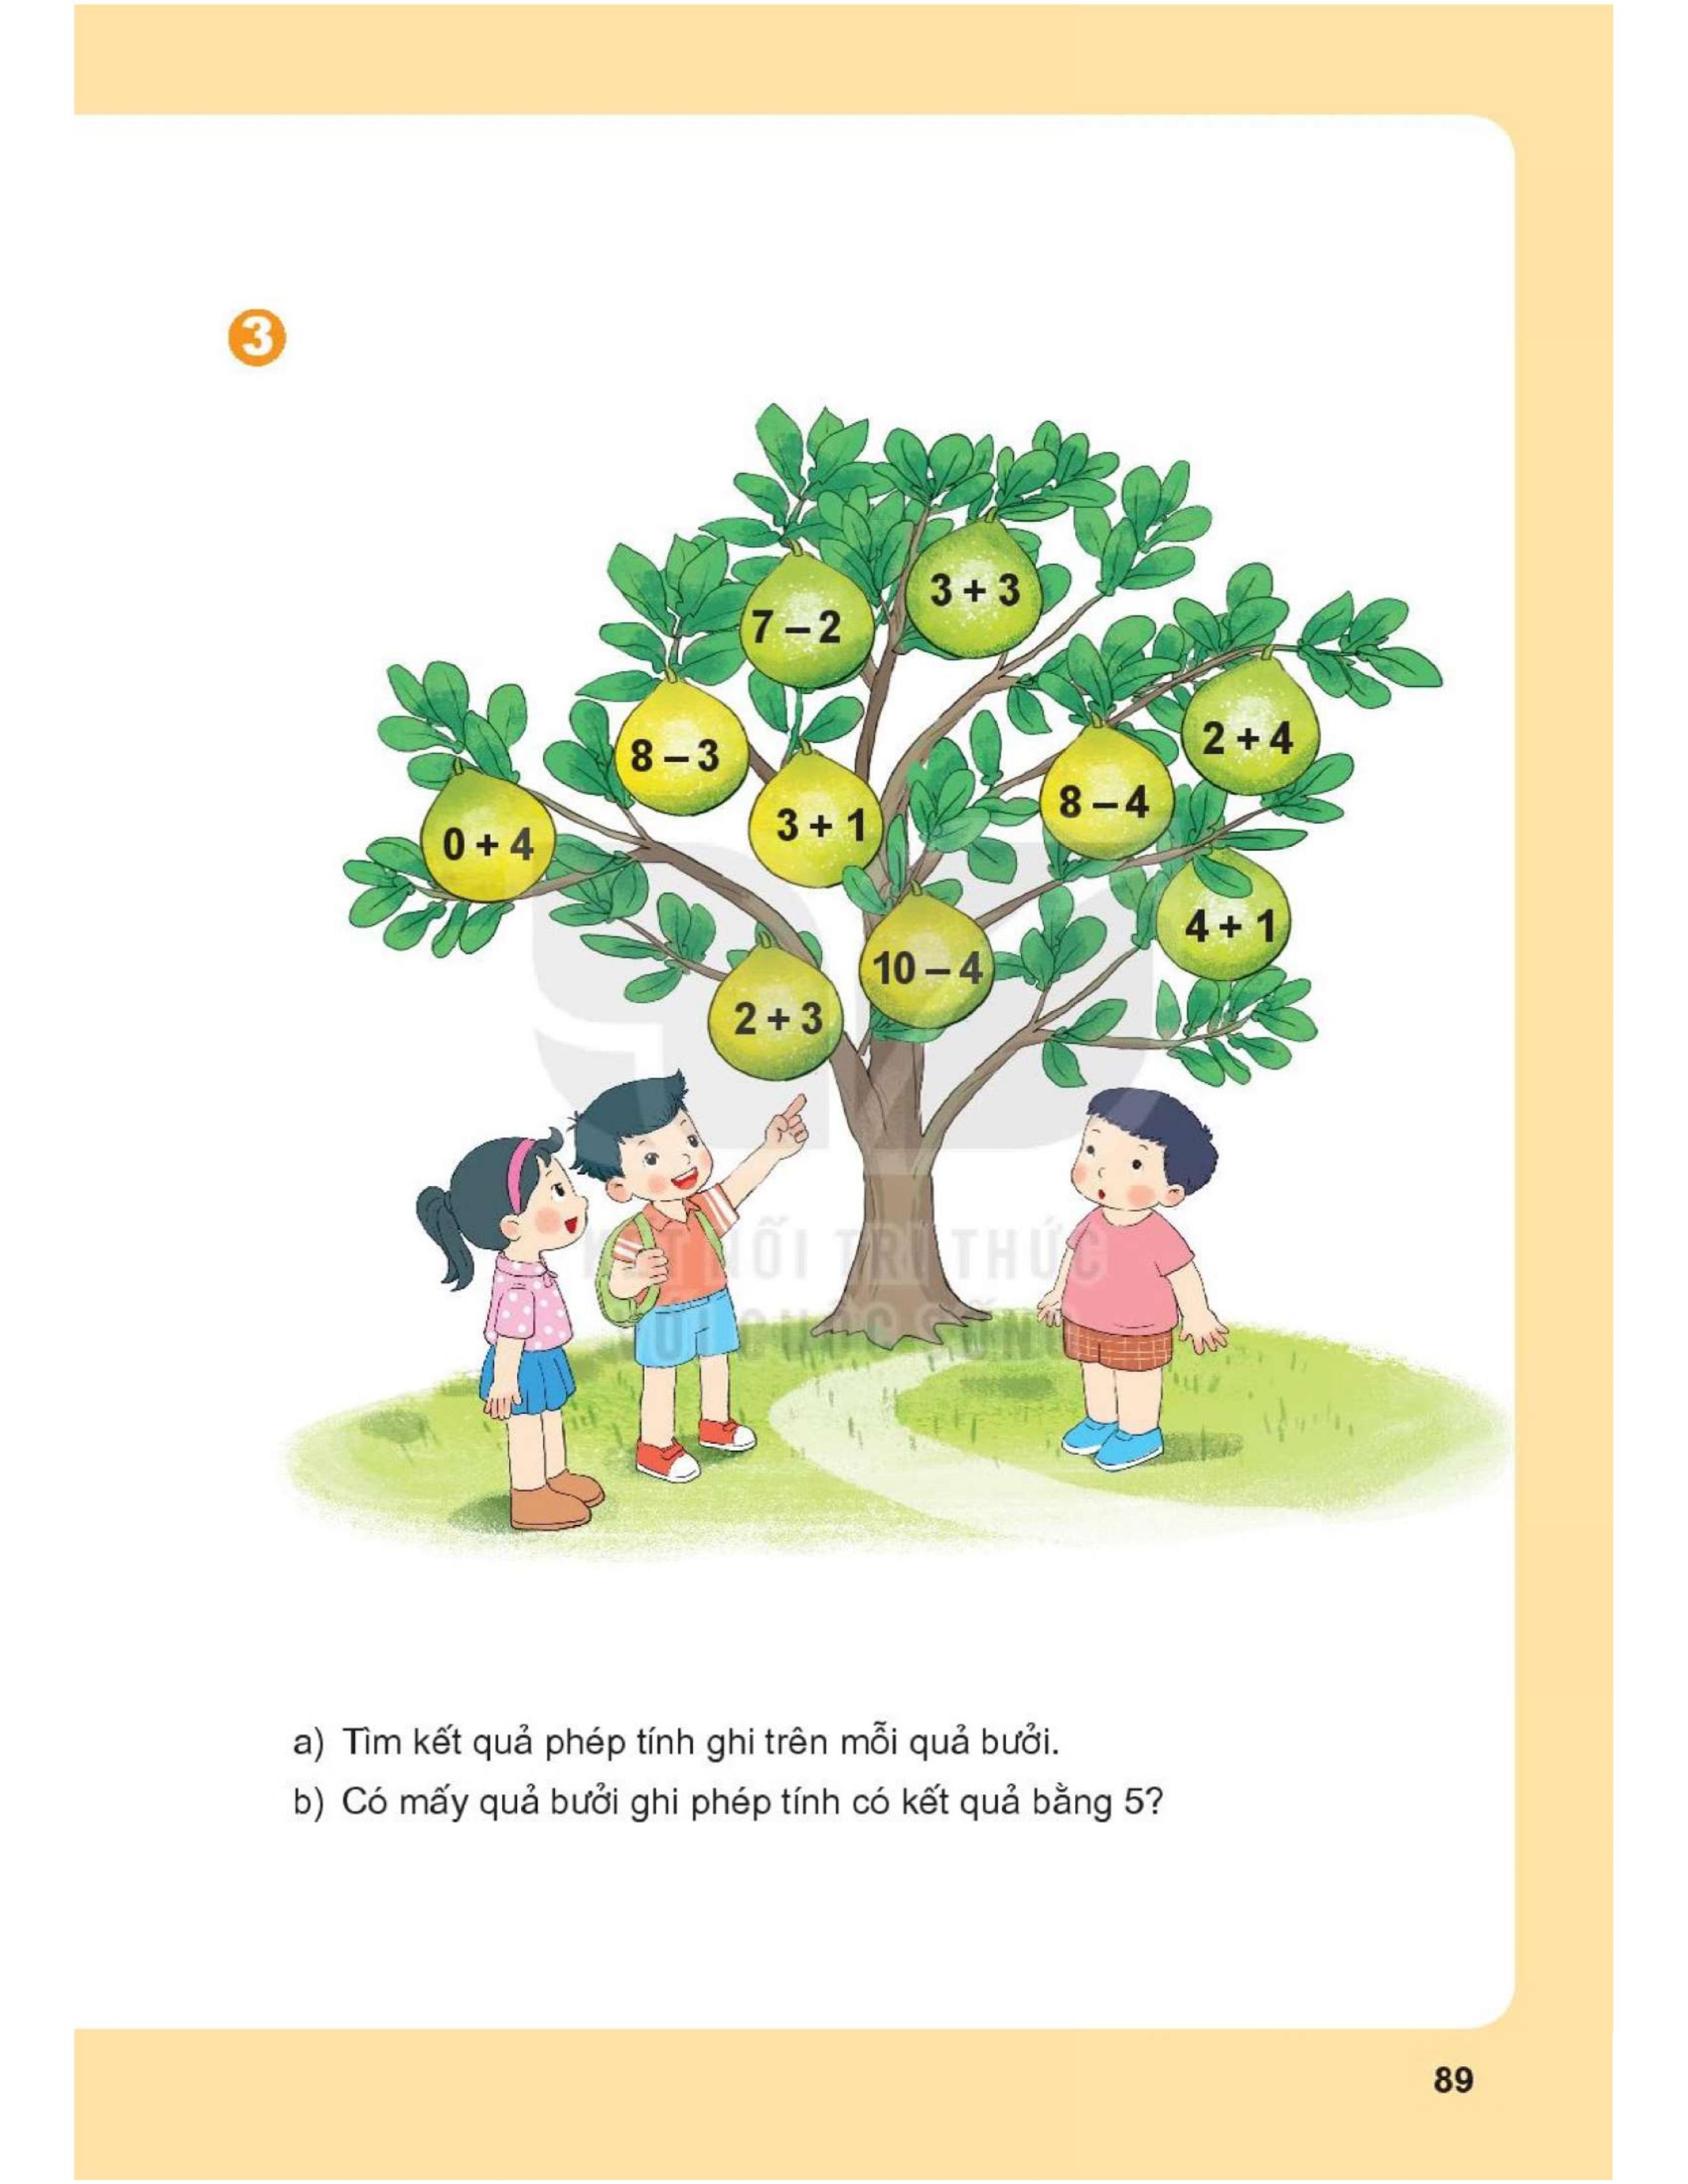 3
3 + 3
7 – 2
2 + 4
8 – 3
8 – 4
3 + 1
0 + 4
4 + 1
10 – 4
2 + 3
KẾT NỐI TRI THỨC
VỚI CUỘC SỐNG
a) Tìm kết quả phép tính ghi trên mỗi quả bưởi.
b) Có mấy quả bưởi ghi phép tính có kết quả bằng 5?
89